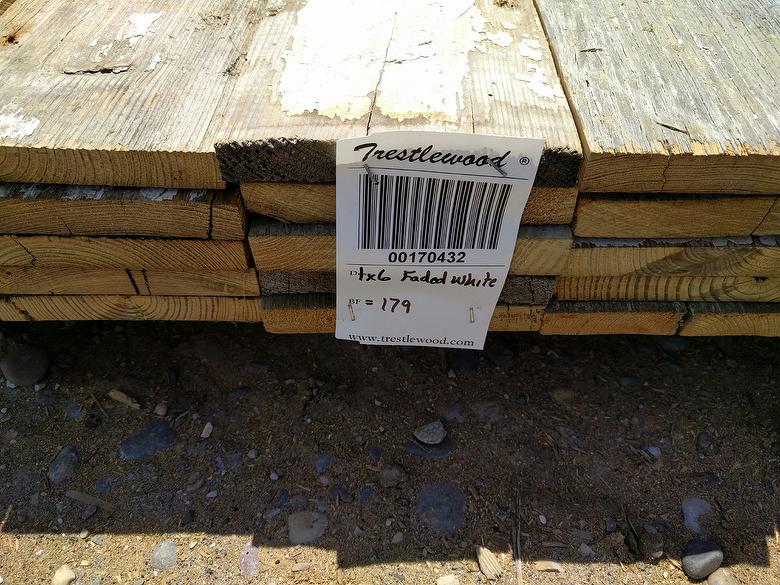 Trestlewood ®
00170432
D 1x6 Faded White
BF = 179
www.trestlewood.com